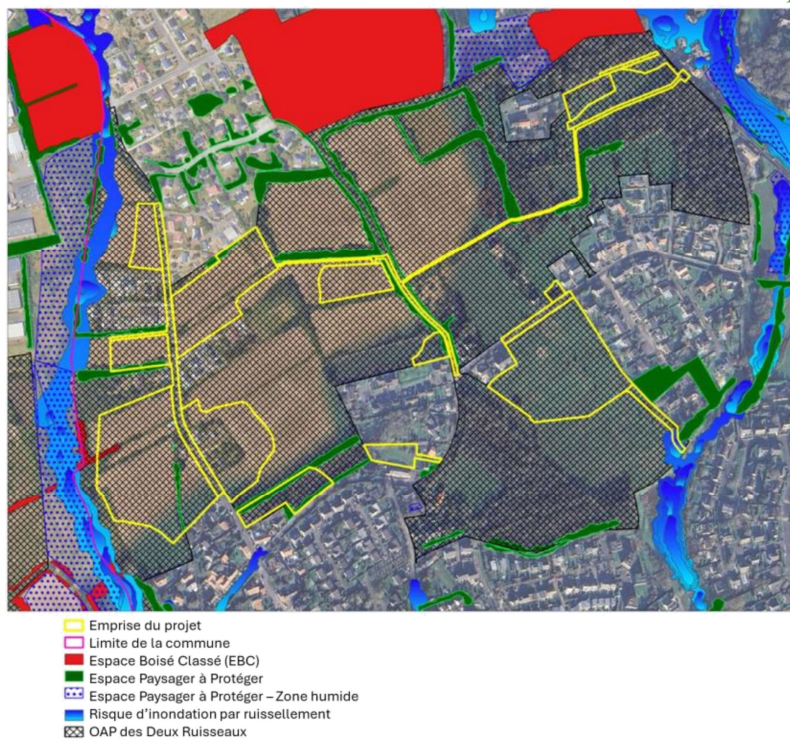 Emprise du projet
Limite de la commune
Espace Boisé Classé (EBC)
Espace Paysager à Protéger
Espace Paysager à Protéger – Zone humide
Risque d'inondation par ruissellement
OAP des Deux Ruisseaux